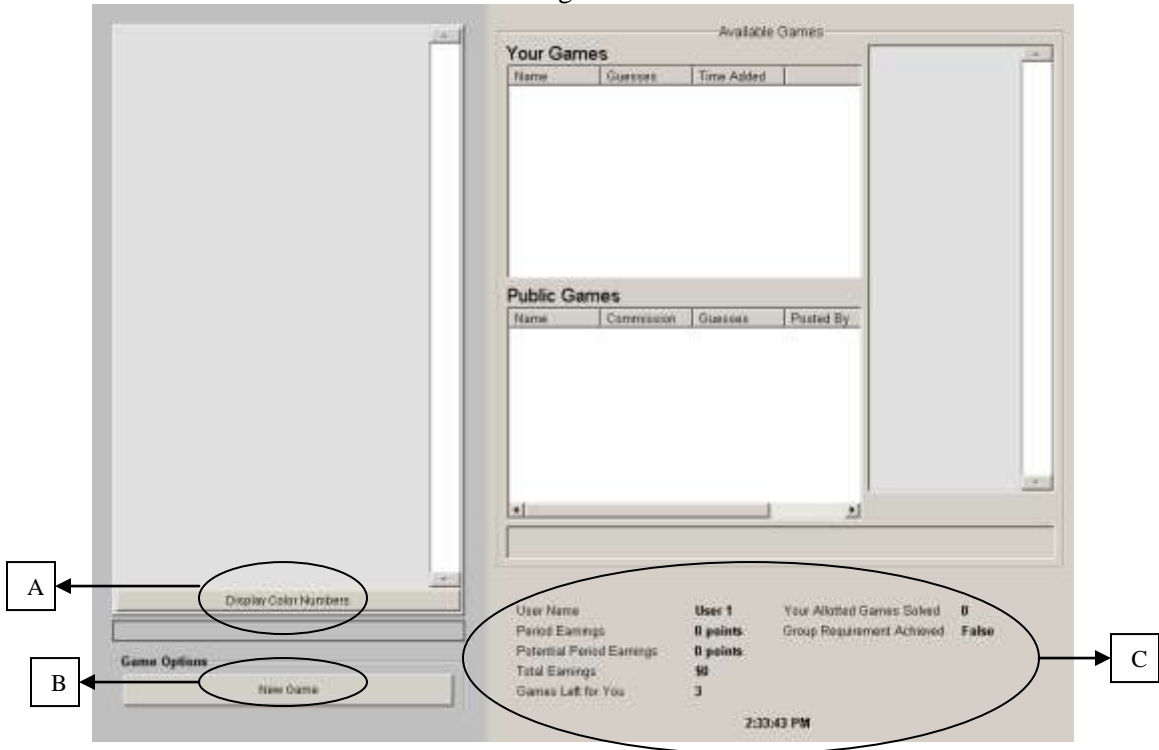 Available Games
Your Games
Name Guesses Time Added
Public Games
Name Commission Guesses Posted By
A
Display Color Numbers
Game Options
B
New Game
User Name User 1 Your Allotted Games Solved 0
Period Earnings 0 points Group Requirement Achieved False
Potential Period Earnings 0 points
Total Earnings $0
Games Left for You 3
C
2:33:43 PM